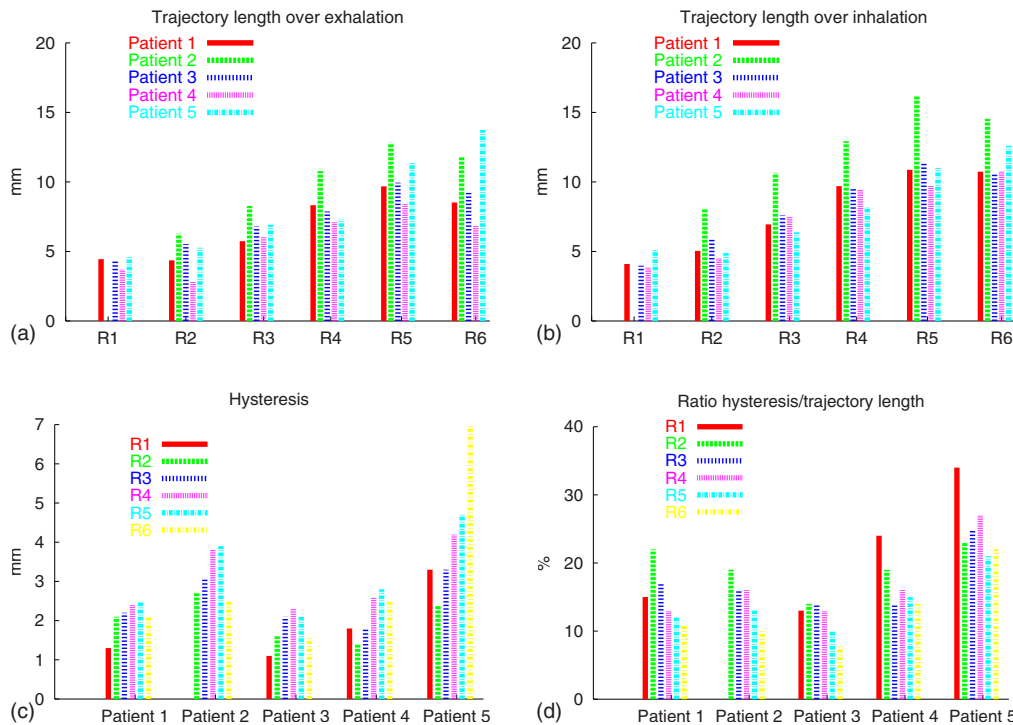 Trajectory length over exhalation
20
15
10
5
0
mm
Patient 1
Patient 2
Patient 3
Patient 4
Patient 5
R1 R2 R3 R4 R5 R6
(a)
Trajectory length over inhalation
20
15
10
5
0
mm
Patient 1
Patient 2
Patient 3
Patient 4
Patient 5
R1 R2 R3 R4 R5 R6
(b)
Hysteresis
7
6
5
4
3
2
1
0
mm
R1
R2
R3
R4
R5
R6
Patient 1 Patient 2 Patient 3 Patient 4 Patient 5
(c)
Ratio hysteresis/trajectory length
40
30
20
10
0
%
R1
R2
R3
R4
R5
R6
Patient 1 Patient 2 Patient 3 Patient 4 Patient 5
(d)